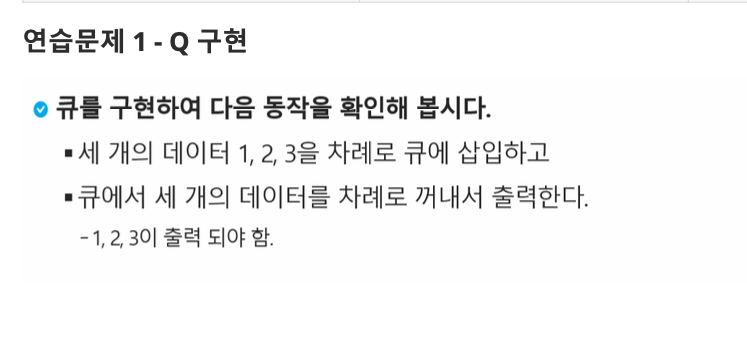 연습문제 1 - Q 구현
큐를 구현하여 다음 동작을 확인해 봅시다.
▪ 세 개의 데이터 1, 2, 3을 차례로 큐에 삽입하고
▪ 큐에서 세 개의 데이터를 차례로 꺼내서 출력한다.
- 1, 2, 3이 출력 되야 함.